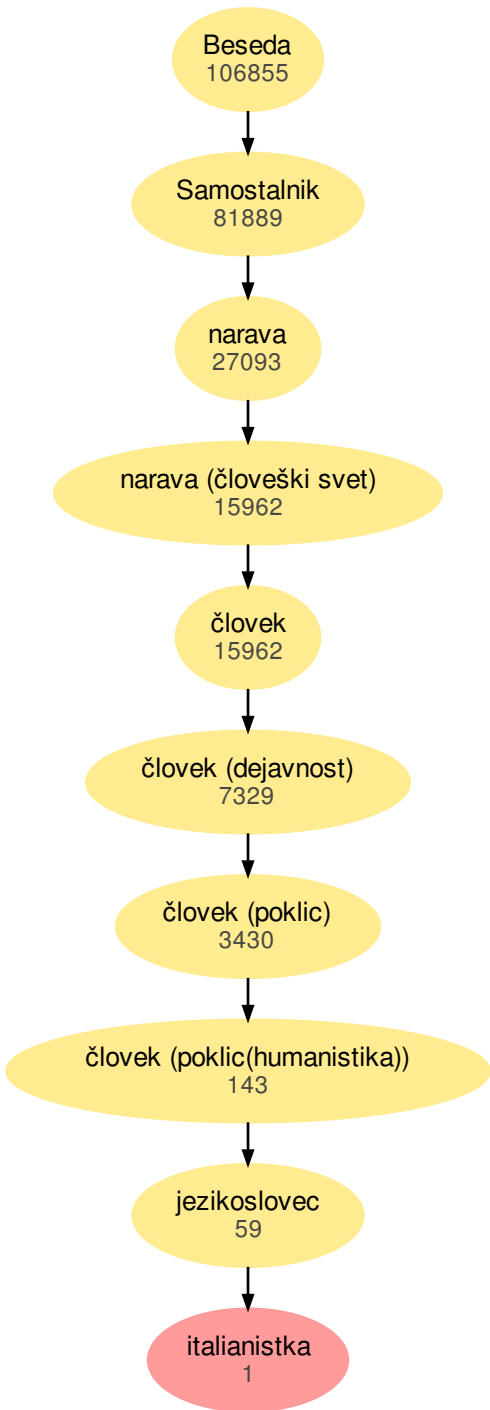 Beseda
106855
Samostalnik
81889
narava
27093
narava (človeški svet)
15962
človek
15962
človek (dejavnost)
7329
človek (poklic)
3430
človek (poklic(humanistika))
143
jezikoslovec
59
italianistka
1